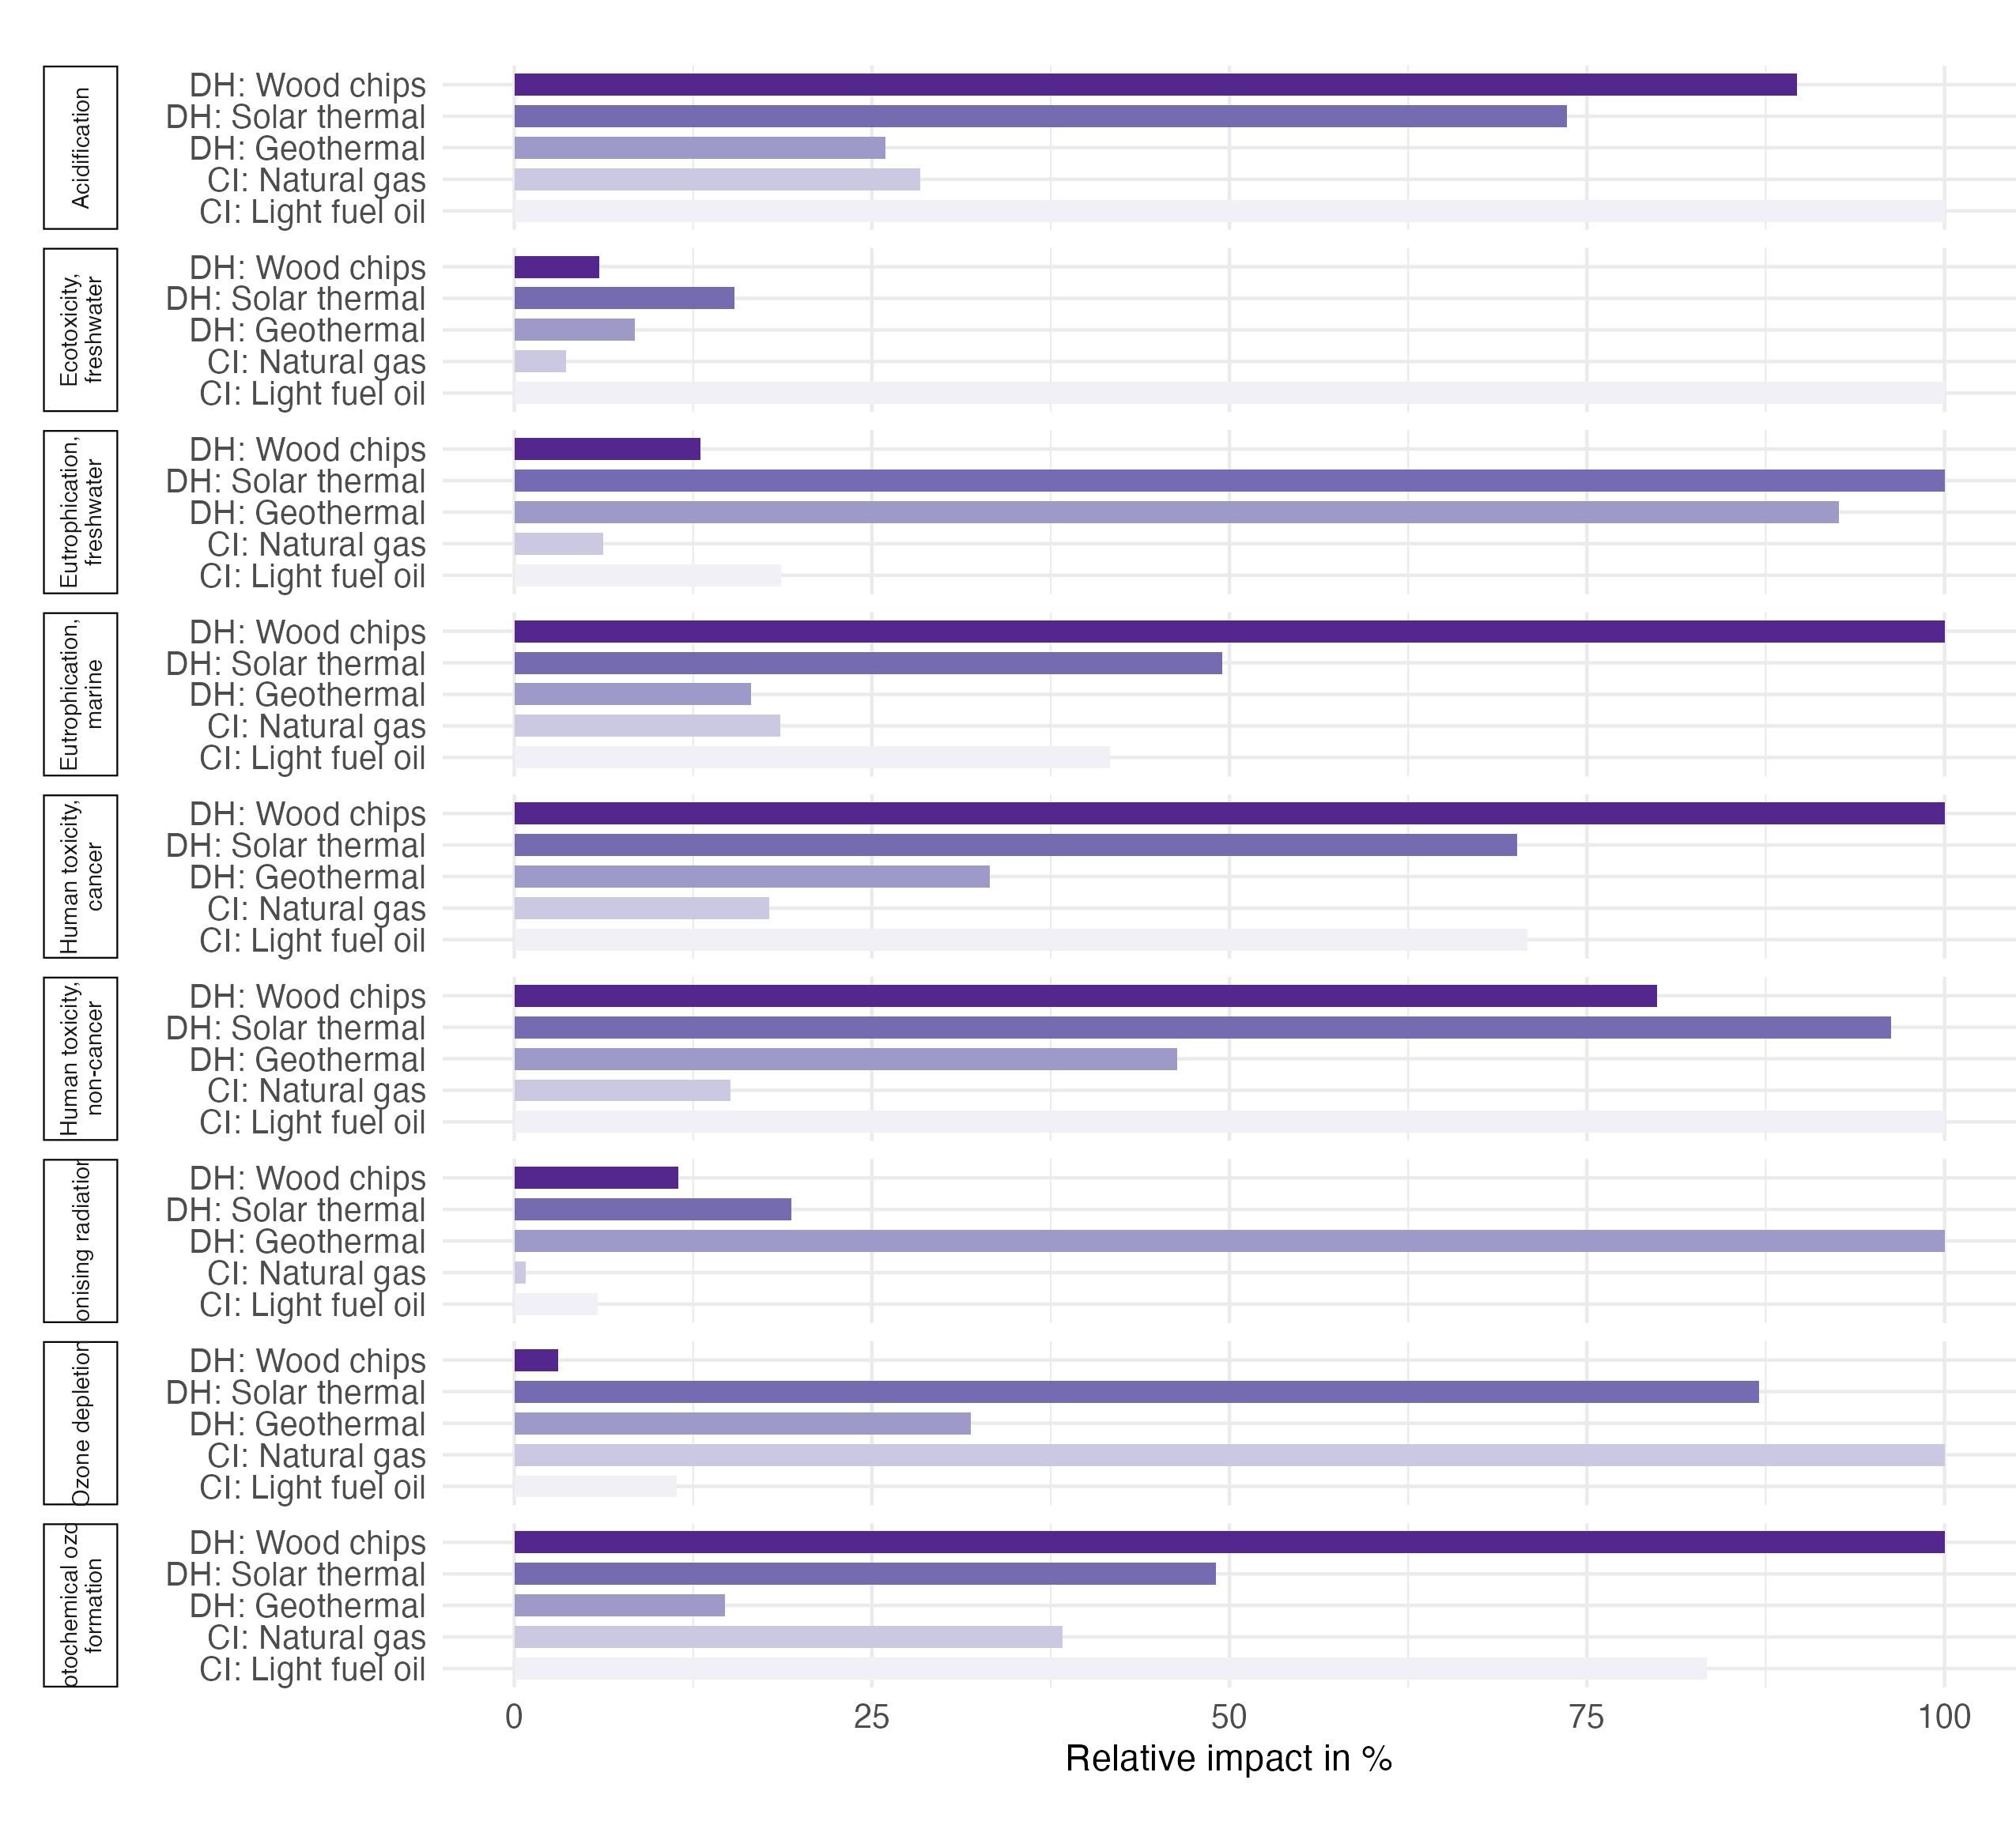 Acidification
DH: Wood chips
DH: Solar thermal
DH: Geothermal
CI: Natural gas
CI: Light fuel oil
Ecotoxicity,
freshwater
DH: Wood chips
DH: Solar thermal
DH: Geothermal
CI: Natural gas
CI: Light fuel oil
Eutrophication,
freshwater
DH: Wood chips
DH: Solar thermal
DH: Geothermal
CI: Natural gas
CI: Light fuel oil
Eutrophication,
marine
DH: Wood chips
DH: Solar thermal
DH: Geothermal
CI: Natural gas
CI: Light fuel oil
Human toxicity,
cancer
DH: Wood chips
DH: Solar thermal
DH: Geothermal
CI: Natural gas
CI: Light fuel oil
Human toxicity,
non-cancer
DH: Wood chips
DH: Solar thermal
DH: Geothermal
CI: Natural gas
CI: Light fuel oil
onising radiation
DH: Wood chips
DH: Solar thermal
DH: Geothermal
CI: Natural gas
CI: Light fuel oil
Ozone depletion
DH: Wood chips
DH: Solar thermal
DH: Geothermal
CI: Natural gas
CI: Light fuel oil
otochemical ozo
formation
DH: Wood chips
DH: Solar thermal
DH: Geothermal
CI: Natural gas
CI: Light fuel oil
0 25 50 75 100
Relative impact in %